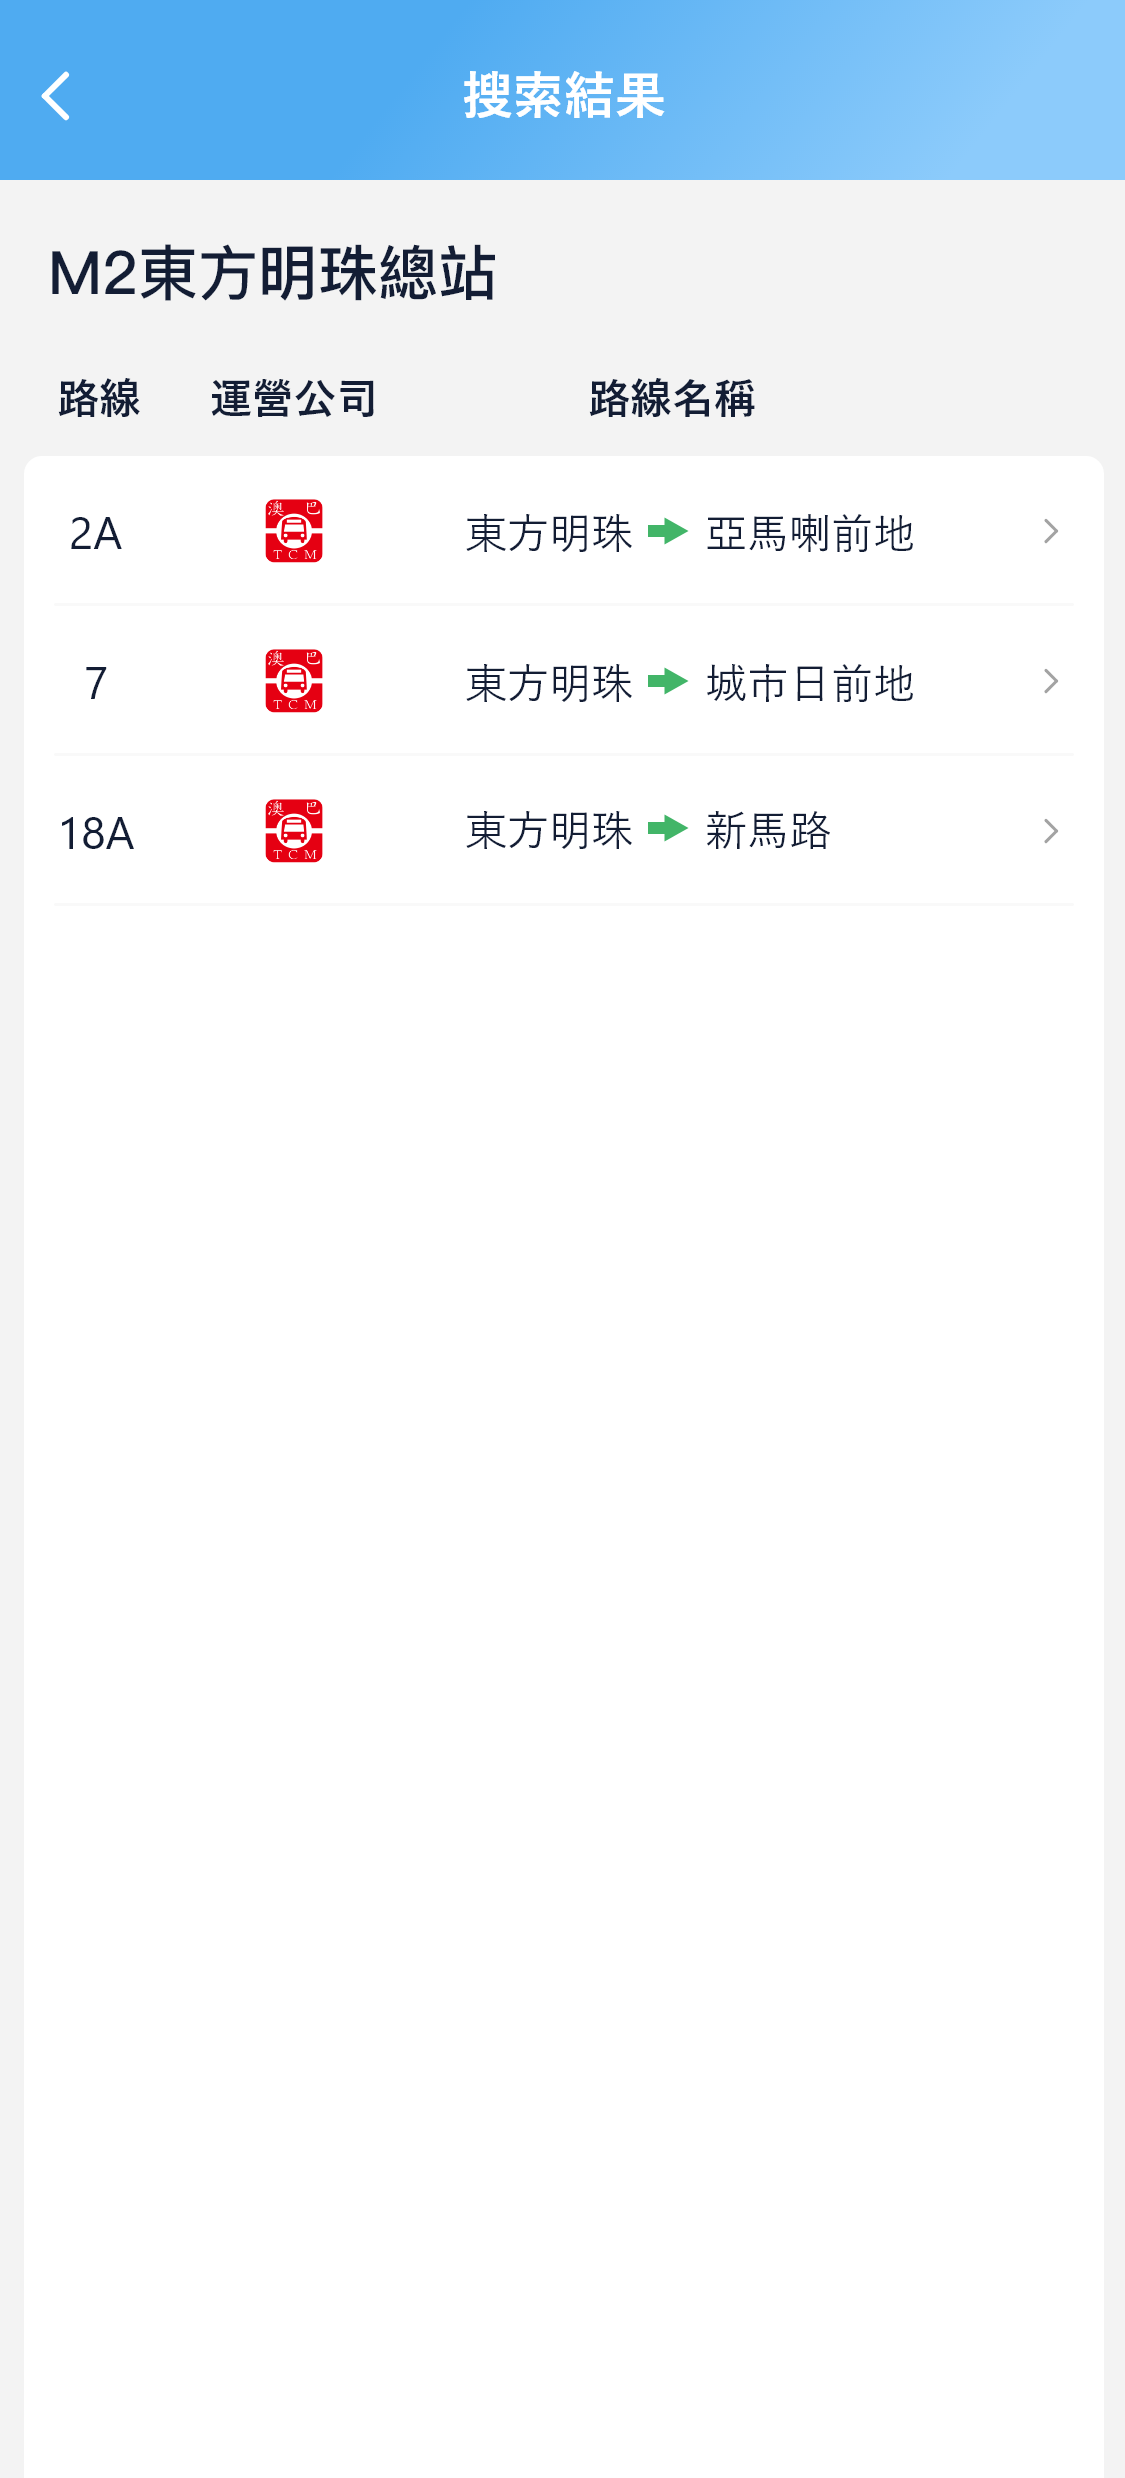 搜索結果
M2東方明珠總站
路線 運營公司 路線名稱
2A 澳巴 TCM 東方明珠 亞馬喇前地
7 澳巴 TCM 東方明珠 城市日前地
18A 澳巴 TCM 東方明珠 新馬路